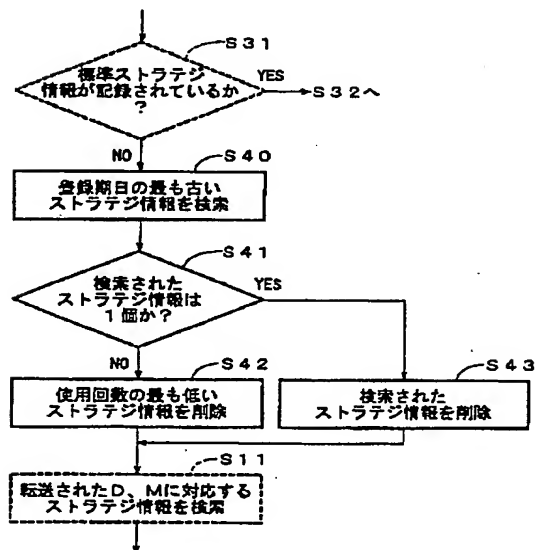 S31
標準ストラテジ
情報が記録されているか
?
YES
S32へ
NO
S40
登録期日の最も古い
ストラテジ情報を検索
S41
検索された
ストラテジ情報は
1個か?
YES
NO
S42
使用回数の最も低い
ストラテジ情報を削除
S43
検索された
ストラテジ情報を削除
S11
転送されたD、Mに対応する
ストラテジ情報を検索